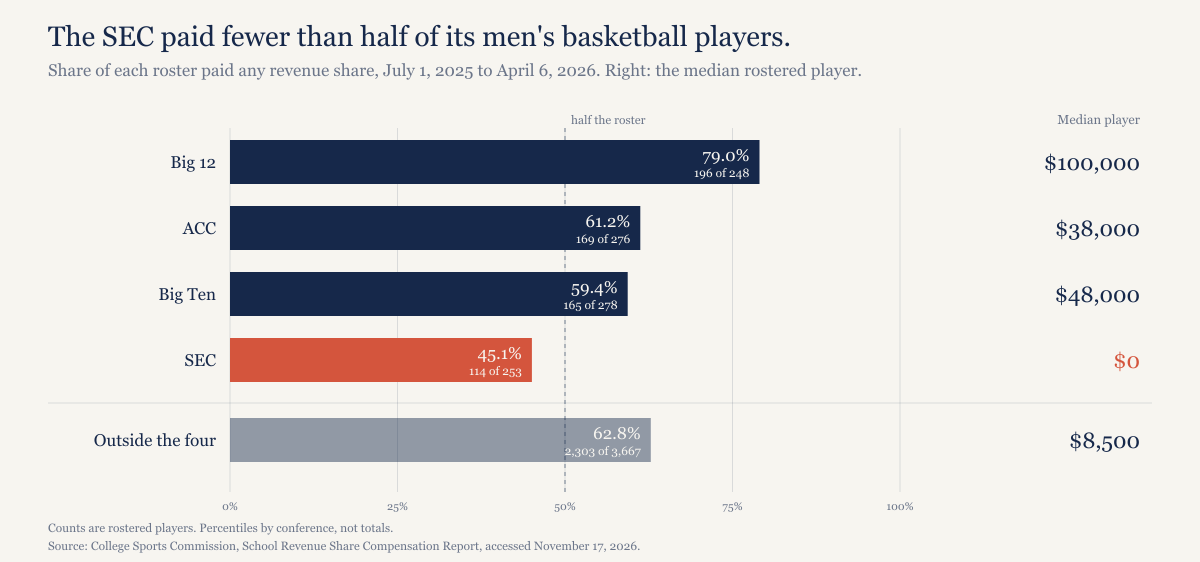 The SEC paid fewer than half of its men's basketball players.
Share of each roster paid any revenue share, July 1, 2025 to April 6, 2026. Right: the median rostered player.
half the roster
Median player
Big 12
79.0%
196 of 248
$100,000
ACC
61.2%
169 of 276
$38,000
Big Ten
59.4%
165 of 278
$48,000
SEC
45.1%
114 of 253
$0
Outside the four
62.8%
2,303 of 3,667
$8,500
0%
25%
50%
75%
100%
Counts are rostered players. Percentiles by conference, not totals.
Source: College Sports Commission, School Revenue Share Compensation Report, accessed November 17, 2026.